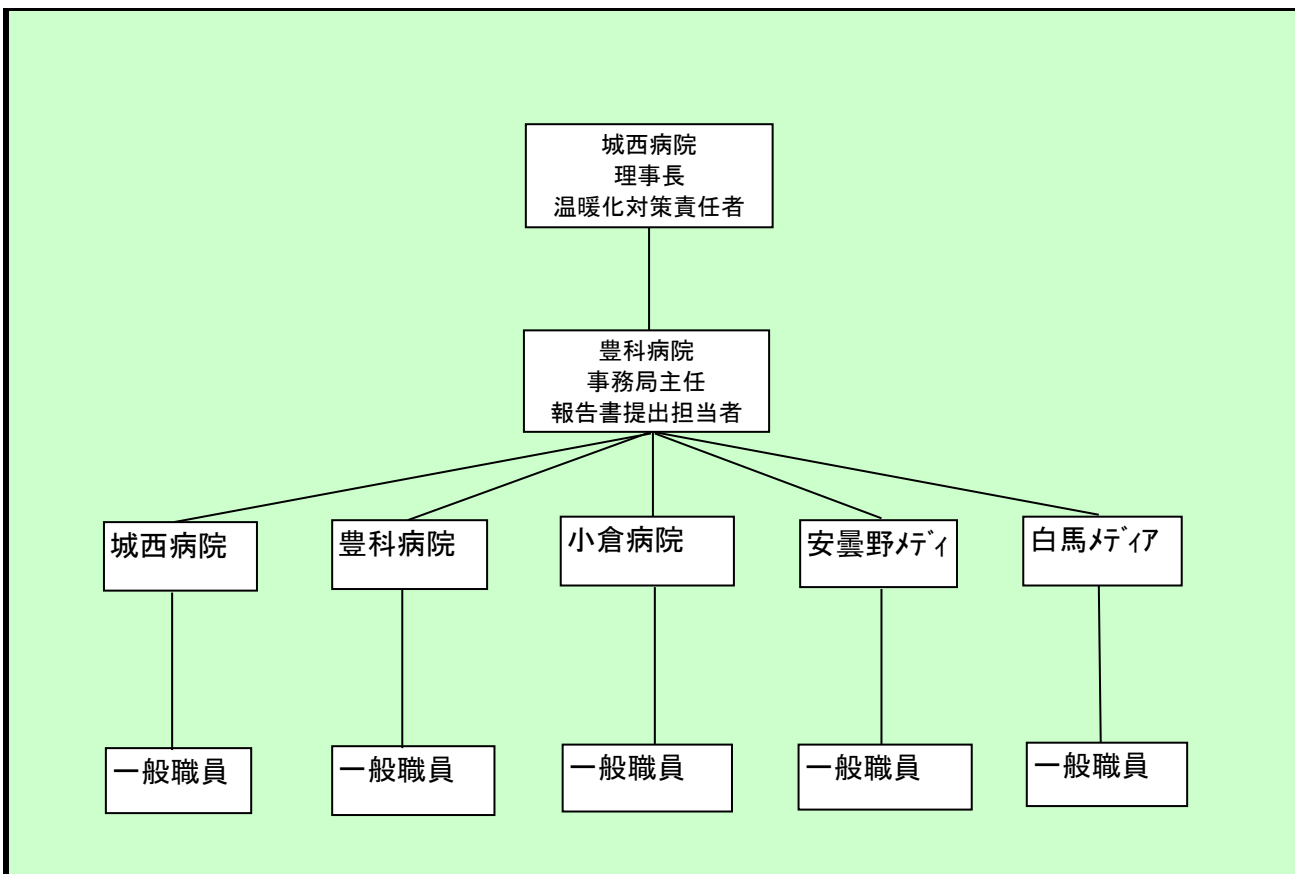 城西病院
理事長
温暖化対策責任者
豊科病院
事務局主任
報告書提出担当者
城西病院
豊科病院
小倉病院
安曇野ﾒﾃﾞｨ
白馬ﾒﾃﾞｨｱ
一般職員
一般職員
一般職員
一般職員
一般職員